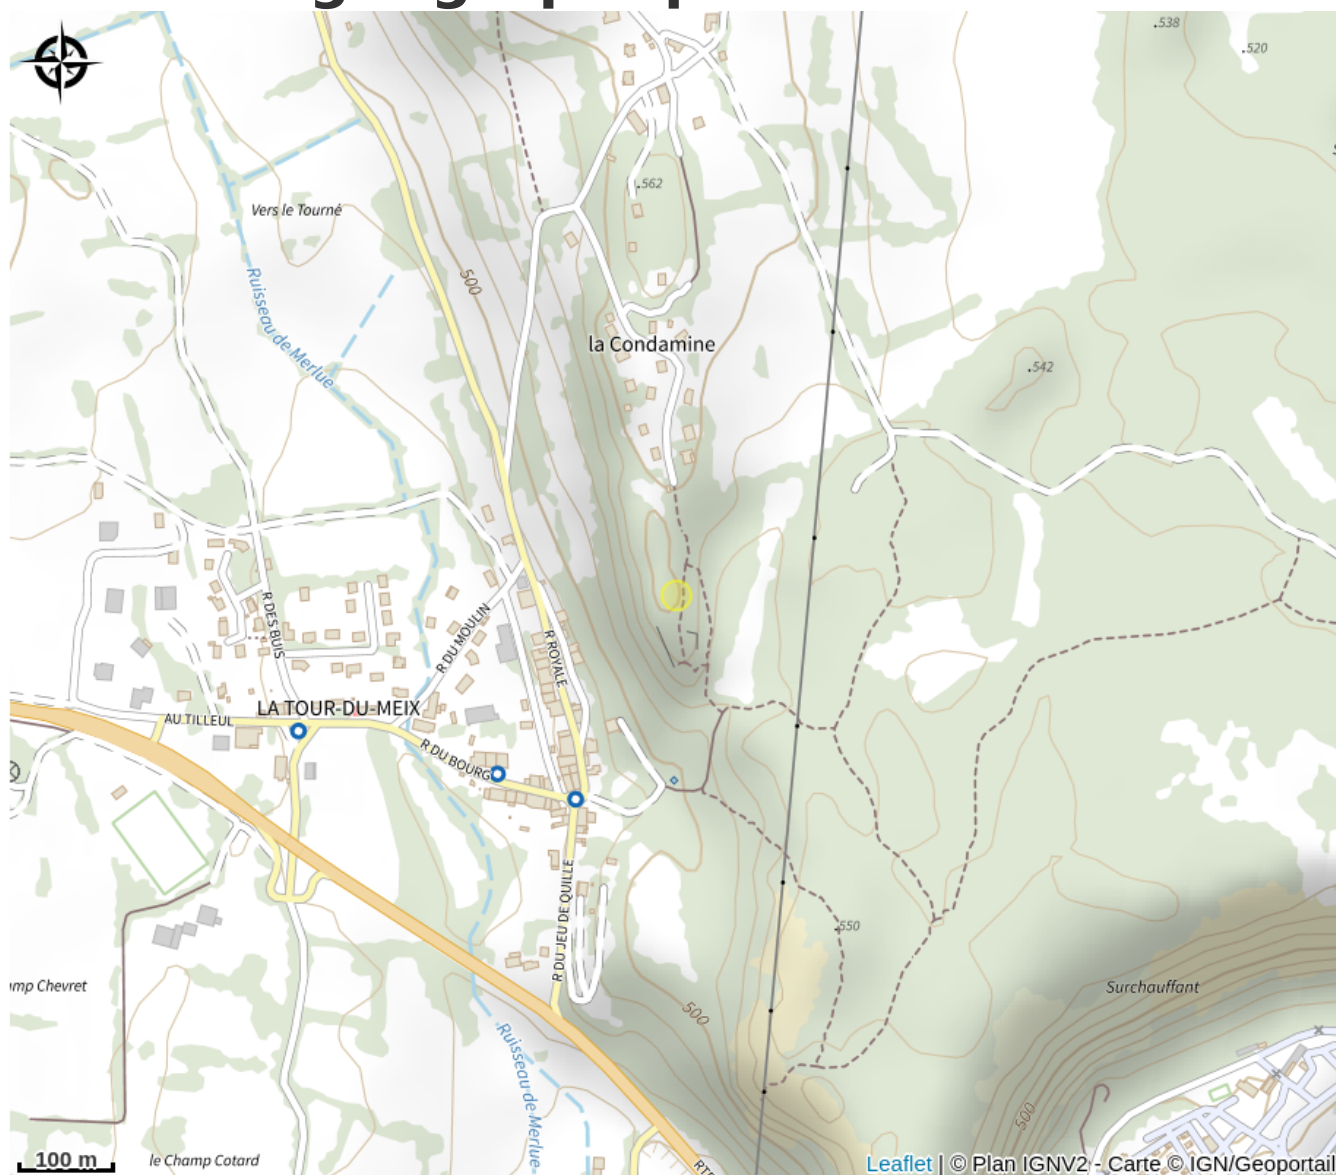 .538
.520
.562
Vers le Tourné
500
Ruisseau de Merlue
la Condamine
.542
R DES BUIS
R DU MOULIN
R ROYALE
LA TOUR-DU-MEIX
AU TILLEUL
R DU BOURG
R DU JEU DE QUILLE
.550
mp Chevret
Surchauffant
500
Ruisseau de Merlue
500
100 m
le Champ Cotard
Leaflet | © Plan IGNV2 - Carte © IGN/Geoportail